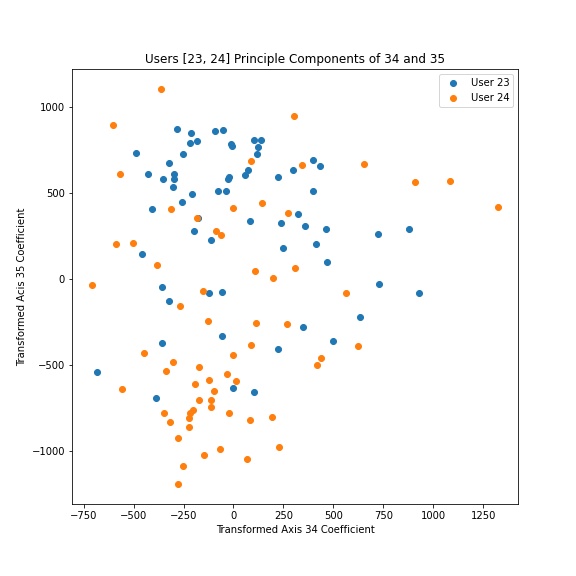 Users [23, 24] Principle Components of 34 and 35
User 23
User 24
Transformed Acis 35 Coefficient
1000
500
0
−500
−1000
−750
−500
−250
0
250
500
750
1000
1250
Transformed Axis 34 Coefficient